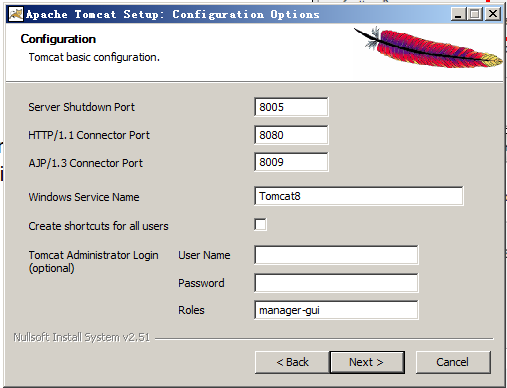 Apache Tomcat Setup: Configuration Options
Configuration
Tomcat basic configuration.
Server Shutdown Port 8005
HTTP/1.1 Connector Port 8080
AJP/1.3 Connector Port 8009
Windows Service Name Tomcat8
Create shortcuts for all users
Tomcat Administrator Login User Name
(optional)
Password
Roles manager-gui
Nullsoft Install System v2.51
< Back Next > Cancel